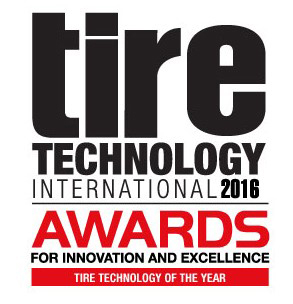 tire
TECHNOLOGY
INTERNATIONAL 2016
AWARDS
FOR INNOVATION AND EXCELLENCE
TIRE TECHNOLOGY OF THE YEAR